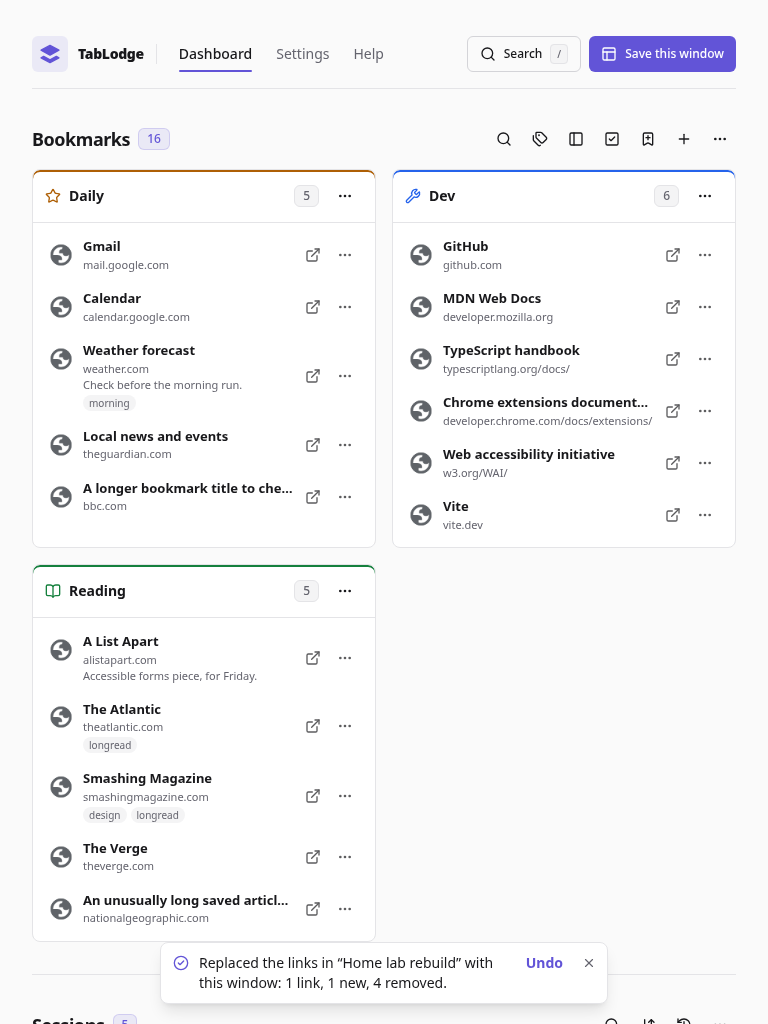 TabLodge
Dashboard
Settings
Help
Search /
Save this window
Bookmarks 16
Daily 5
Gmail
mail.google.com
Calendar
calendar.google.com
Weather forecast
weather.com
Check before the morning run.
morning
Local news and events
theguardian.com
A longer bookmark title to che...
bbc.com
Dev 6
GitHub
github.com
MDN Web Docs
developer.mozilla.org
TypeScript handbook
typescriptlang.org/docs/
Chrome extensions document...
developer.chrome.com/docs/extensions/
Web accessibility initiative
w3.org/WAI/
Vite
vite.dev
Reading 5
A List Apart
alistapart.com
Accessible forms piece, for Friday.
The Atlantic
theatlantic.com
longread
Smashing Magazine
smashingmagazine.com
design longread
The Verge
theverge.com
An unusually long saved articl...
nationalgeographic.com
Replaced the links in “Home lab rebuild” with
this window: 1 link, 1 new, 4 removed.
Undo
Sessions 5